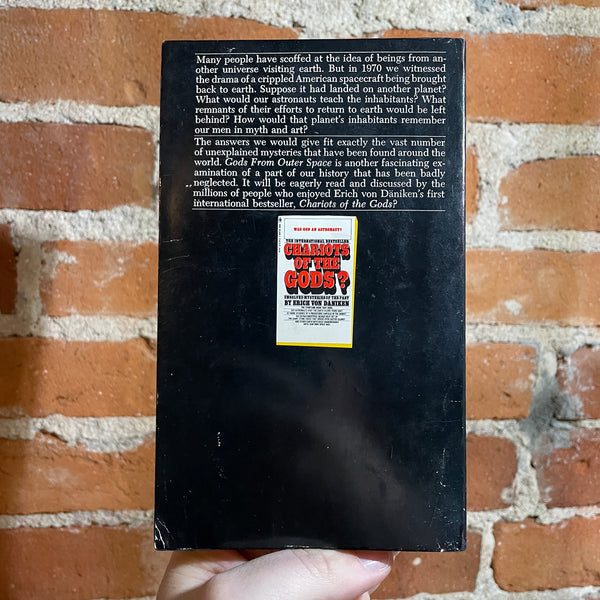 Many people have scoffed at the idea of beings from an-
other universe visiting earth. But in 1970 we witnessed
the drama of a crippled American spacecraft being brought
back to earth. Suppose it had landed on another planet?
What would our astronauts teach the inhabitants? What
remnants of their efforts to return to earth would be left
behind? How would that planet's inhabitants remember
our men in myth and art?
The answers we would give fit exactly the vast number
of unexplained mysteries that have been found around the
world. Gods From Outer Space is another fascinating ex-
amination of a part of our history that has been badly
neglected. It will be eagerly read and discussed by the
millions of people who enjoyed Erich von Däniken's first
international bestseller, Chariots of the Gods?
WAS GOD AN ASTRONAUT?
THE INTERNATIONAL BESTSELLER
CHARIOTS
OF THE
GODS?
UNSOLVED MYSTERIES OF THE PAST
BY ERICH VON DANIKEN